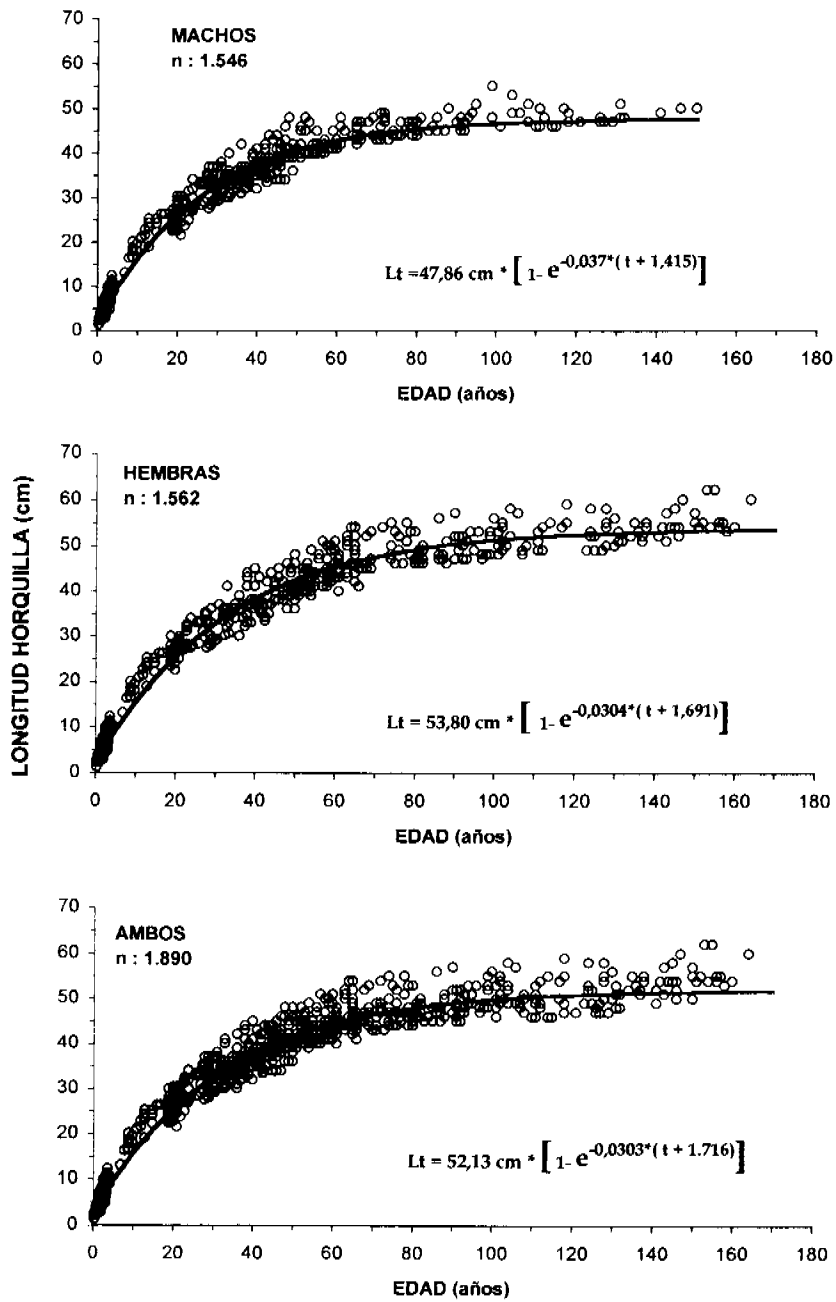 MACHOS
n : 1.546
70
60
50
40
30
20
10
0
Lt =47,86 cm * [ 1- e-0,037*( t + 1,415)]
0 20 40 60 80 100 120 140 160 180
EDAD (años)
LONGITUD HORQUILLA (cm)
HEMBRAS
n : 1.562
70
60
50
40
30
20
10
0
Lt = 53,80 cm * [ 1- e-0,0304*( t + 1,691)]
0 20 40 60 80 100 120 140 160 180
EDAD (años)
AMBOS
n : 1.890
70
60
50
40
30
20
10
0
Lt = 52,13 cm * [ 1- e-0,0303*( t + 1.716)]
0 20 40 60 80 100 120 140 160 180
EDAD (años)